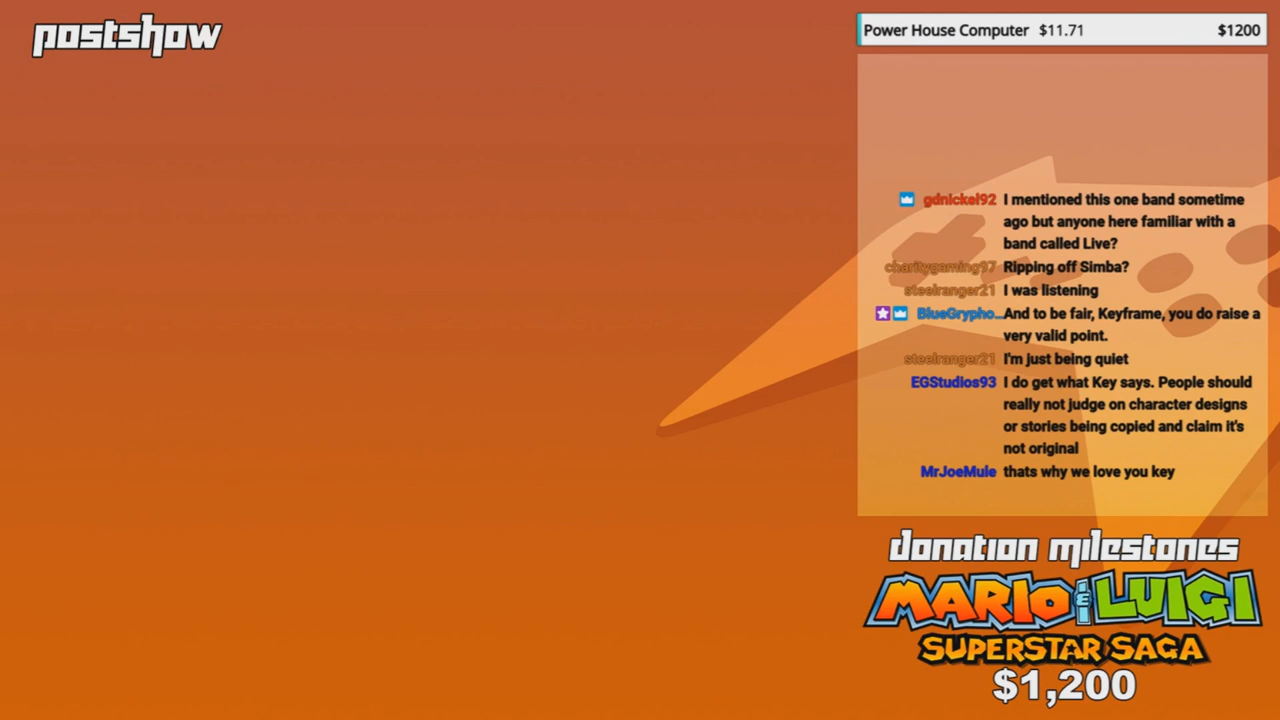 postshow
Power House Computer $11.71 $1200
gdnickel92 I mentioned this one band sometime
ago but anyone here familiar with a
band called Live?
charitygaming97 Ripping off Simba?
steelranger21 I was listening
BlueGrypho... And to be fair, Keyframe, you do raise a
very valid point.
steelranger21 I'm just being quiet
EGStudios93 I do get what Key says. People should
really not judge on character designs
or stories being copied and claim it's
not original
MrJoeMule thats why we love you key
donation milestones
MARIO & LUIGI
SUPERSTAR SAGA
$1,200